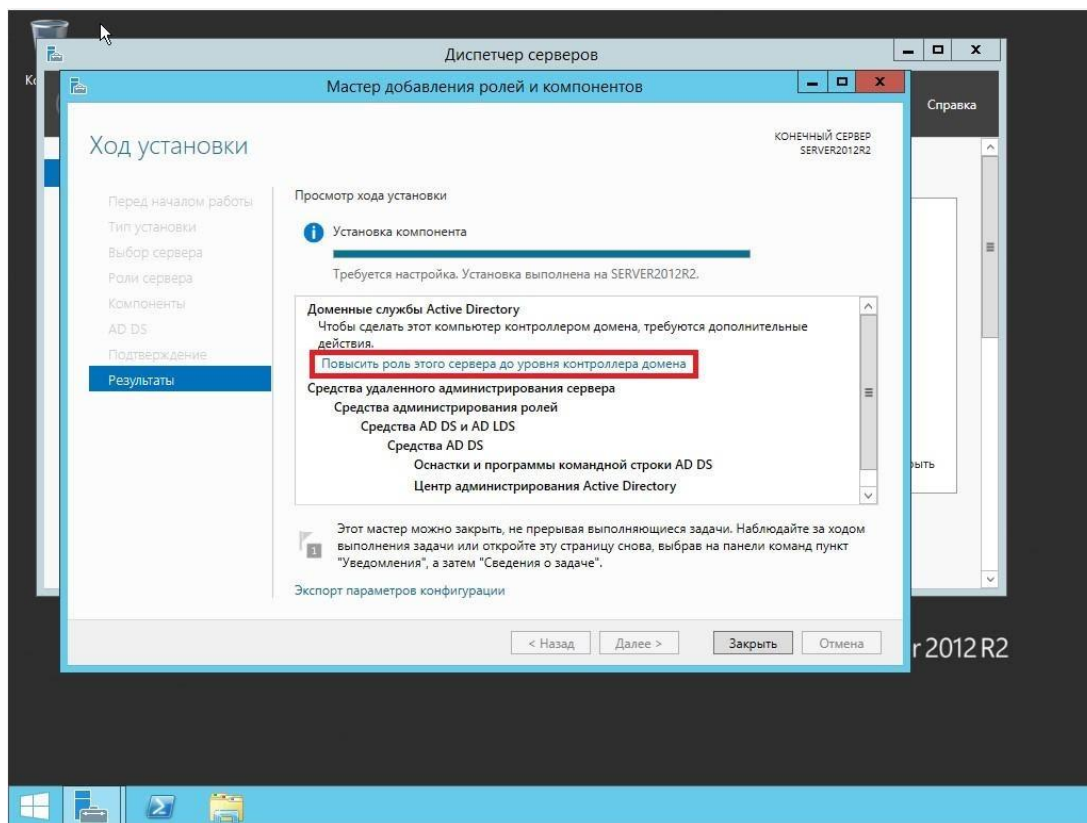 Диспетчер серверов
Мастер добавления ролей и компонентов
Справка
Ход установки
КОНЕЧНЫЙ СЕРВЕР
SERVER2012R2
Перед началом работы
Тип установки
Выбор сервера
Роли сервера
Компоненты
AD DS
Подтверждение
Результаты
Просмотр хода установки
Установка компонента
Требуется настройка. Установка выполнена на SERVER2012R2.
Доменные службы Active Directory
Чтобы сделать этот компьютер контроллером домена, требуются дополнительные
действия.
Повысить роль этого сервера до уровня контроллера домена
Средства удаленного администрирования сервера
Средства администрирования ролей
Средства AD DS и AD LDS
Средства AD DS
Оснастки и программы командной строки AD DS
Центр администрирования Active Directory
1
Этот мастер можно закрыть, не прерывая выполняющиеся задачи. Наблюдайте за ходом
выполнения задачи или откройте эту страницу снова, выбрав на панели команд пункт
"Уведомления", а затем "Сведения о задаче".
Экспорт параметров конфигурации
< Назад
Далее >
Закрыть
Отмена
r 2012 R2